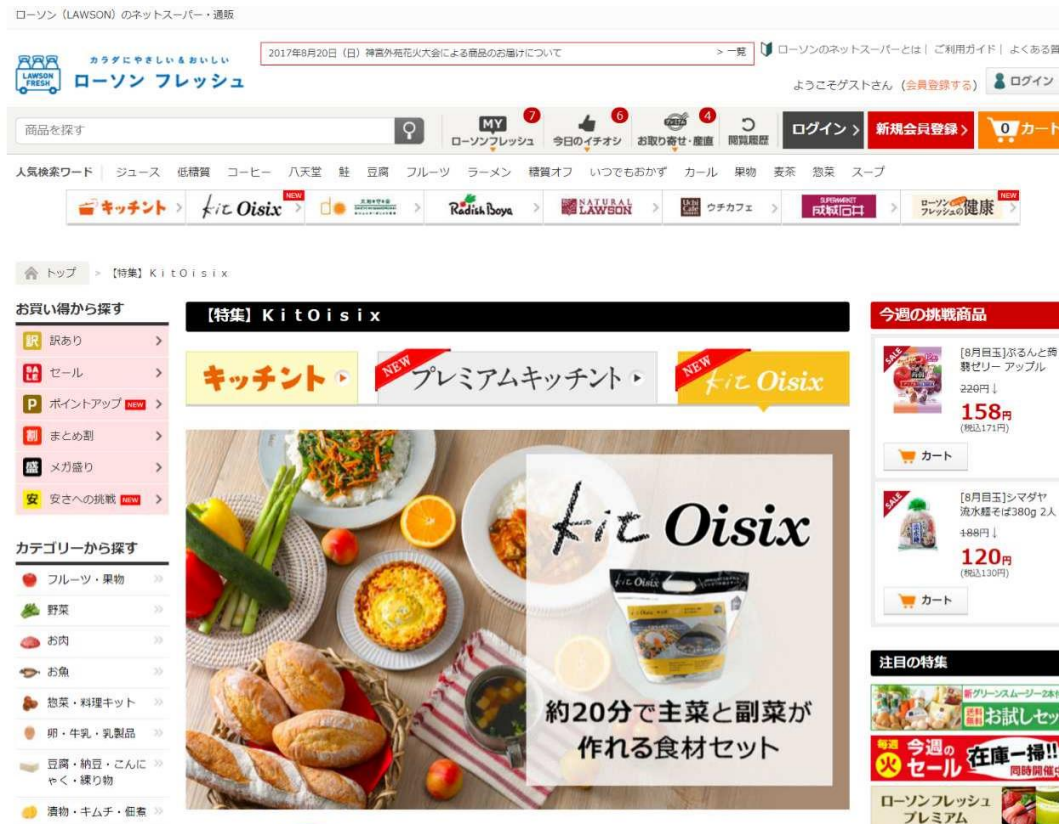 ローソン（LAWSON）のネットスーパー・通販
カラダにやさしい＆おいしい
LAWSON FRESH
ローソン フレッシュ
2017年8月20日（日）神宮外苑花火大会による商品のお届けについて
> 一覧
ローソンのネットスーパーとは| ご利用ガイド| よくある質
ようこそゲストさん（会員登録する）
ログイン
商品を探す
MY 7
ローソンフレッシュ
6
今日のイチオシ
4
お取り寄せ・産直
閲覧履歴
ログイン >
新規会員登録 >
0 カート
人気検索ワード ジュース 低糖質 コーヒー 八天堂 鮭 豆腐 フルーツ ラーメン 糖質オフ いつでもおかず カール 果物 麦茶 惣菜 スープ
キッチント >
kit Oisix NEW >
Radish Boya >
NATURAL LAWSON >
Uchi Café ウチカフェ >
SUPERMARKET 成城石井 >
ローソンフレッシュの健康 NEW >
トップ > 【特集】ＫｉｔＯｉｓｉｘ
お買い得から探す
訳 訳あり >
SALE セール >
P ポイントアップ NEW >
割 まとめ割 >
盛 メガ盛り >
安 安さへの挑戦 NEW >
カテゴリーから探す
フルーツ・果物
野菜
お肉
お魚
惣菜・料理キット
卵・牛乳・乳製品
豆腐・納豆・こんに
ゃく・練り物
漬物・キムチ・佃煮
【特集】ＫｉｔＯｉｓｉｘ
キッチント
NEW プレミアムキッチント
NEW kit Oisix
kit Oisix
kit Oisix
kit Oisix
約20分で主菜と副菜が
作れる食材セット
今週の挑戦商品
SALE
[8月目玉]ぷるんと蒟
蒻ゼリー アップル
220円↓
158円
(税込171円)
カート
SALE
[8月目玉]シマダヤ
流水麺そば380g 2人
188円↓
120円
(税込130円)
カート
注目の特集
新グリーンスムージー2本付
送料無料 お試しセッ
毎週火 今週のセール 在庫一掃!!
同時開催中
ローソンフレッシュ
プレミアム